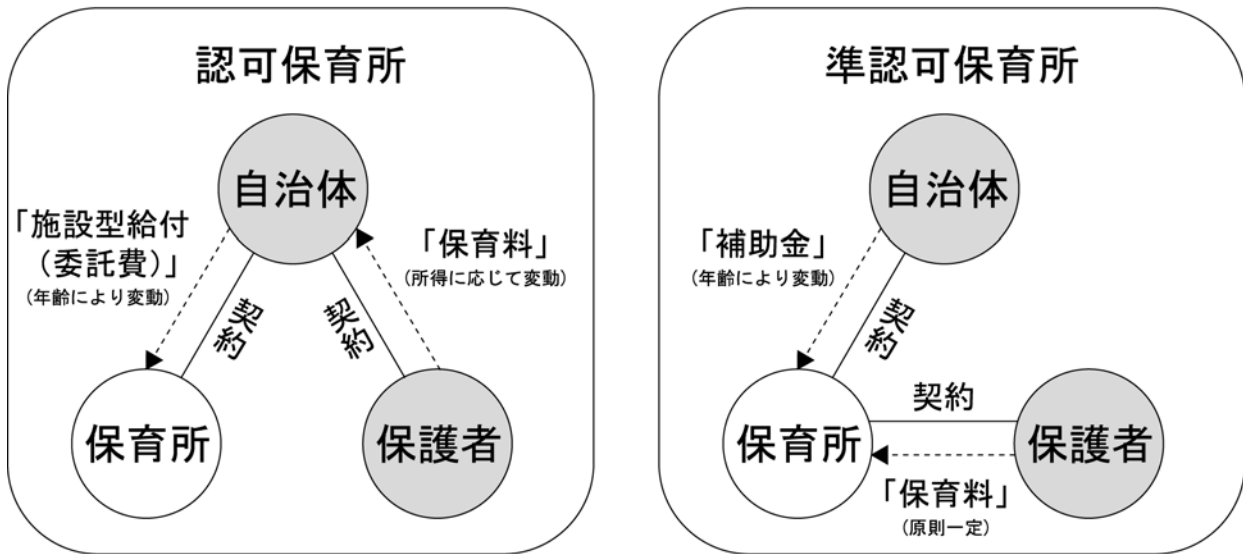 認可保育所
自治体
「施設型給付
（委託費）」
（年齢により変動）
「保育料」
（所得に応じて変動）
契約
契約
保育所
保護者
準認可保育所
自治体
「補助金」
（年齢により変動）
契約
契約
保育所
保護者
「保育料」
（原則一定）